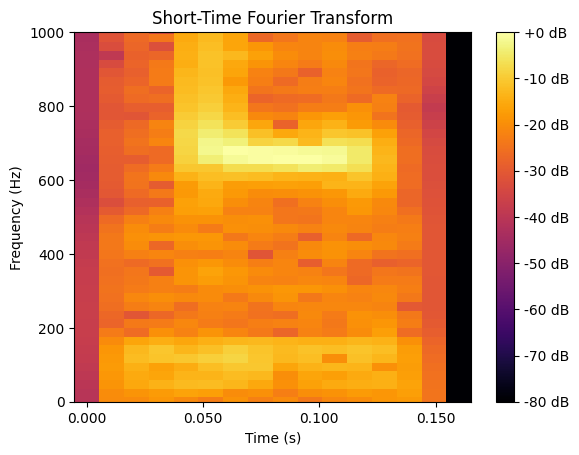 Short-Time Fourier Transform
Frequency (Hz)
1000
800
600
400
200
0
0.000 0.050 0.100 0.150
Time (s)
+0 dB
-10 dB
-20 dB
-30 dB
-40 dB
-50 dB
-60 dB
-70 dB
-80 dB